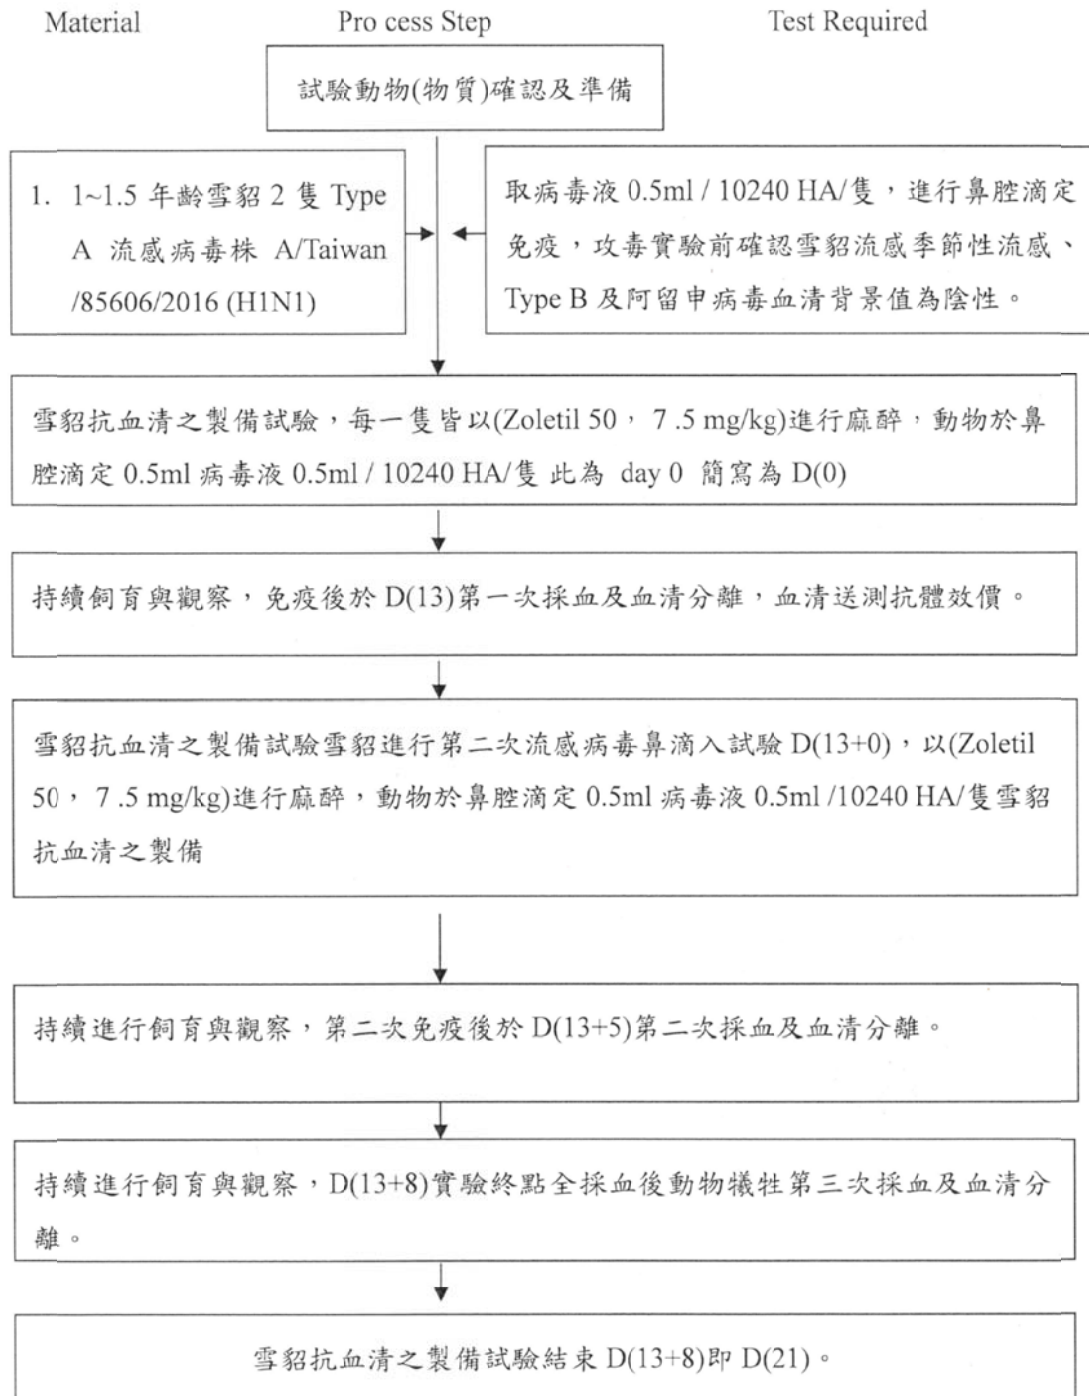 Material Pro cess Step Test Required
試驗動物(物質)確認及準備
1. 1~1.5 年齡雪貂 2 隻 Type
A 流感病毒株 A/Taiwan
/85606/2016 (H1N1)
取病毒液 0.5ml / 10240 HA/隻，進行鼻腔滴定
免疫，攻毒實驗前確認雪貂流感季節性流感、
Type B 及阿留申病毒血清背景值為陰性。
雪貂抗血清之製備試驗，每一隻皆以(Zoletil 50， 7 .5 mg/kg)進行麻醉，動物於鼻
腔滴定 0.5ml 病毒液 0.5ml / 10240 HA/隻 此為 day 0 簡寫為 D(0)
持續飼育與觀察，免疫後於 D(13)第一次採血及血清分離，血清送測抗體效價。
雪貂抗血清之製備試驗雪貂進行第二次流感病毒鼻滴入試驗 D(13+0)，以(Zoletil
50， 7 .5 mg/kg)進行麻醉，動物於鼻腔滴定 0.5ml 病毒液 0.5ml /10240 HA/隻雪貂
抗血清之製備
持續進行飼育與觀察，第二次免疫後於 D(13+5)第二次採血及血清分離。
持續進行飼育與觀察，D(13+8)實驗終點全採血後動物犧牲第三次採血及血清分
離。
雪貂抗血清之製備試驗結束 D(13+8)即 D(21)。